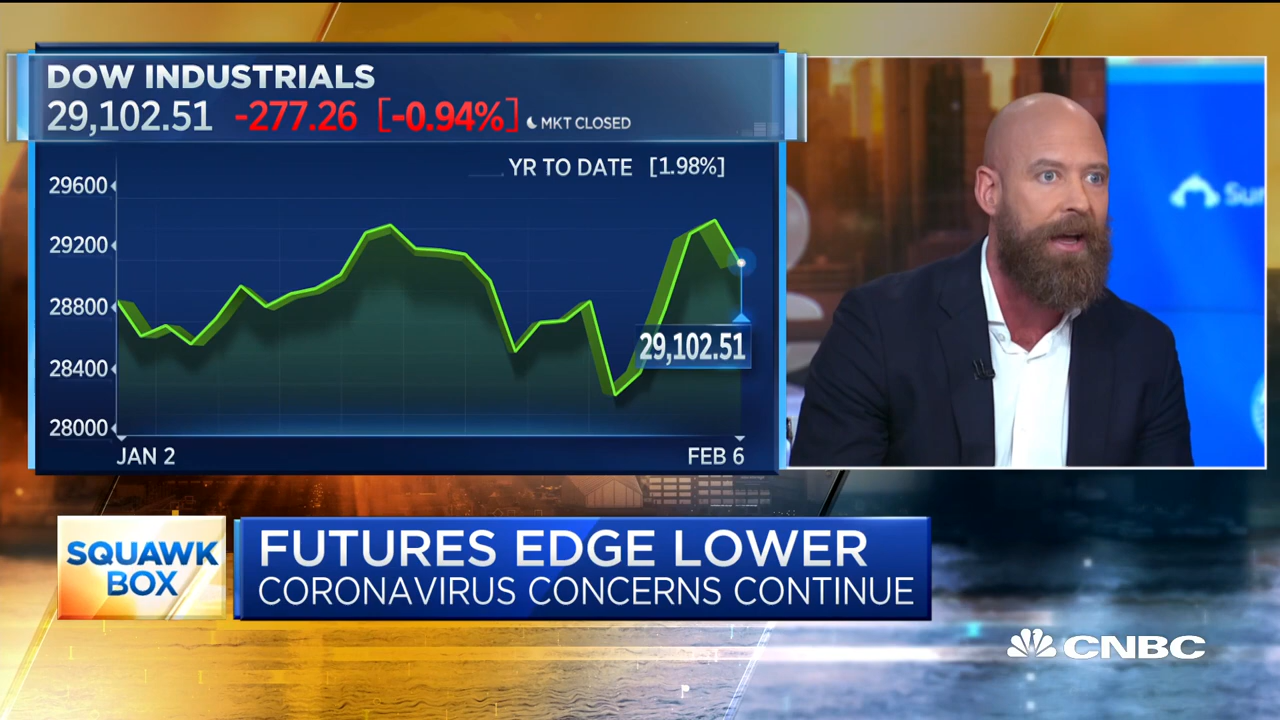 DOW INDUSTRIALS
29,102.51 -277.26 [-0.94%] MKT CLOSED
YR TO DATE [1.98%]
29600
29200
28800
28400
28000
29,102.51
JAN 2
FEB 6
Sur
SQUAWK
BOX
FUTURES EDGE LOWER
CORONAVIRUS CONCERNS CONTINUE
CNBC